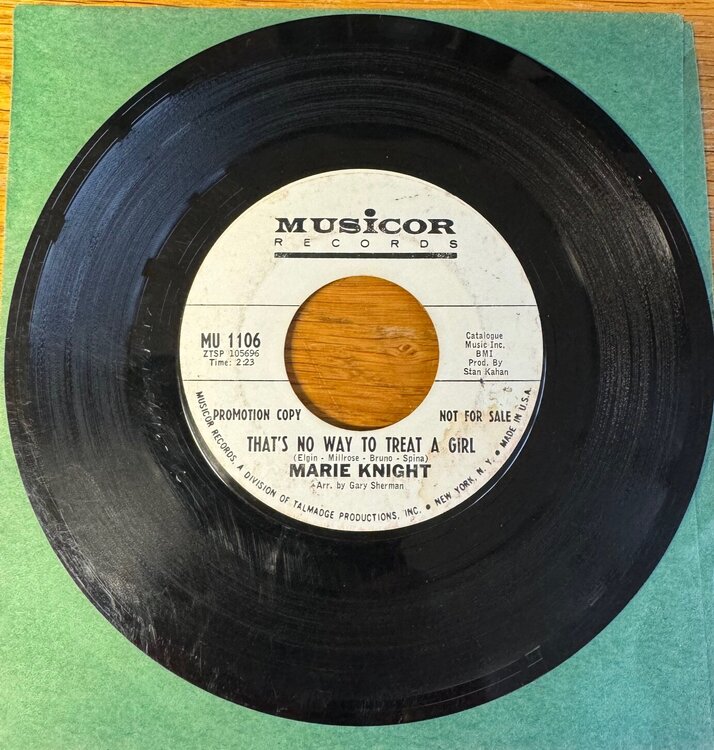 MUSiCOR
RECORDS
MU 1106
ZTSP 105696
Time: 2:23
Catalogue
Music Inc.
BMI
Prod. By
Stan Kahan
PROMOTION COPY
NOT FOR SALE
THAT'S NO WAY TO TREAT A GiRL
(Elgin - Millrose - Bruno - Spina)
MARIE KNIGHT
Arr. by Gary Sherman
MUSICOR RECORDS, A DIVISION OF TALMADGE PRODUCTIONS, INC. • NEW YORK, N. Y. • MADE IN U.S.A.